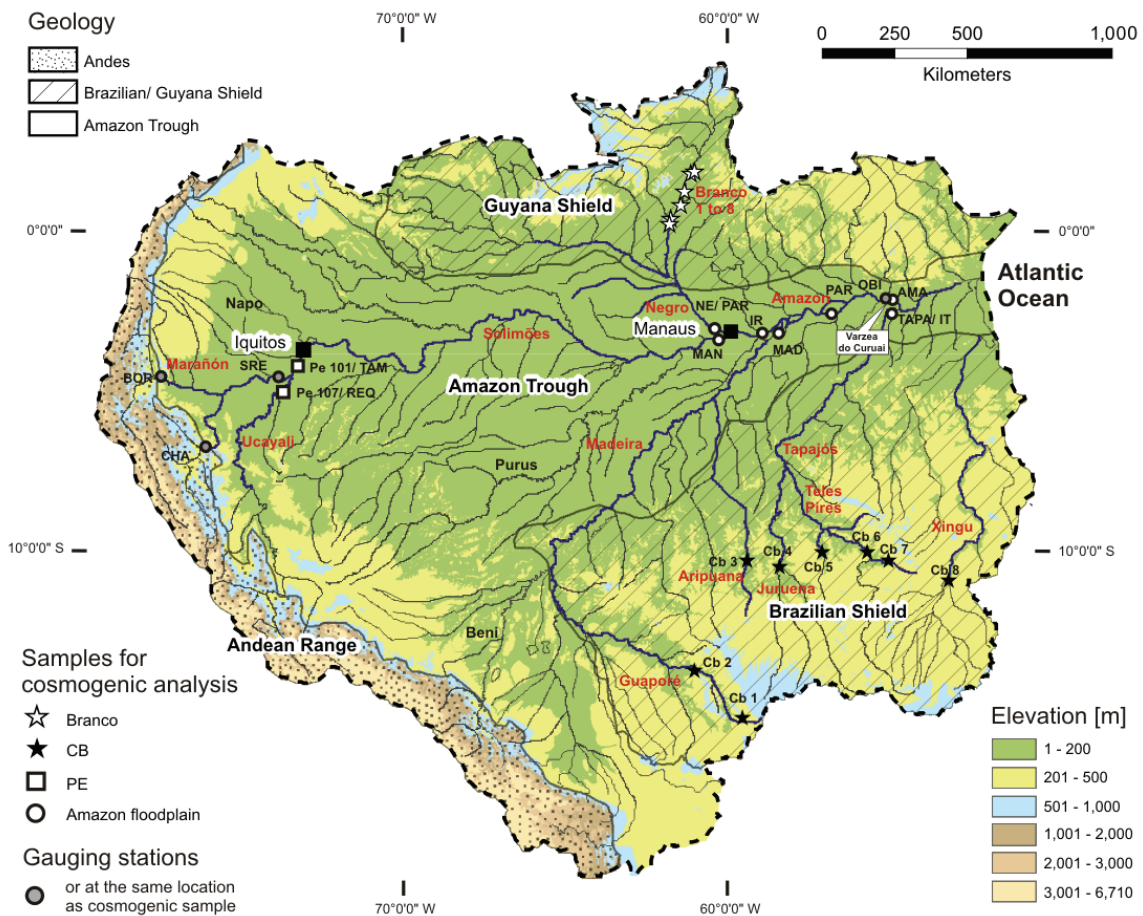 70°0'0" W
60°0'0" W
Geology
Andes
Brazilian/ Guyana Shield
Amazon Trough
0
250
500
1,000
Kilometers
Guyana Shield
Branco
1 to 8
0°0'0"
0°0'0"
Atlantic
Ocean
Napo
Negro
NE/ PAR
Amazon
PAR
OBI
AMA
Iquitos
Solimões
Manaus
IR
TAPA/ IT
Varzea
do Curuai
MAN
MAD
Marañón
SRE
Pe 101/ TAM
BOR
Pe 107/ REQ
Amazon Trough
CHA
Ucayali
Madeira
Tapajós
Purus
Teles
Pires
Xingu
10°0'0" S
10°0'0" S
Cb 3
Cb 4
Cb 5
Cb 6
Cb 7
Cb 8
Aripuana
Juruena
Brazilian Shield
Beni
Andean Range
Guaporé
Cb 2
Cb 1
Samples for
cosmogenic analysis
Branco
CB
PE
Amazon floodplain
Gauging stations
or at the same location
as cosmogenic sample
Elevation [m]
1 - 200
201 - 500
501 - 1,000
1,001 - 2,000
2,001 - 3,000
3,001 - 6,710
70°0'0" W
60°0'0" W